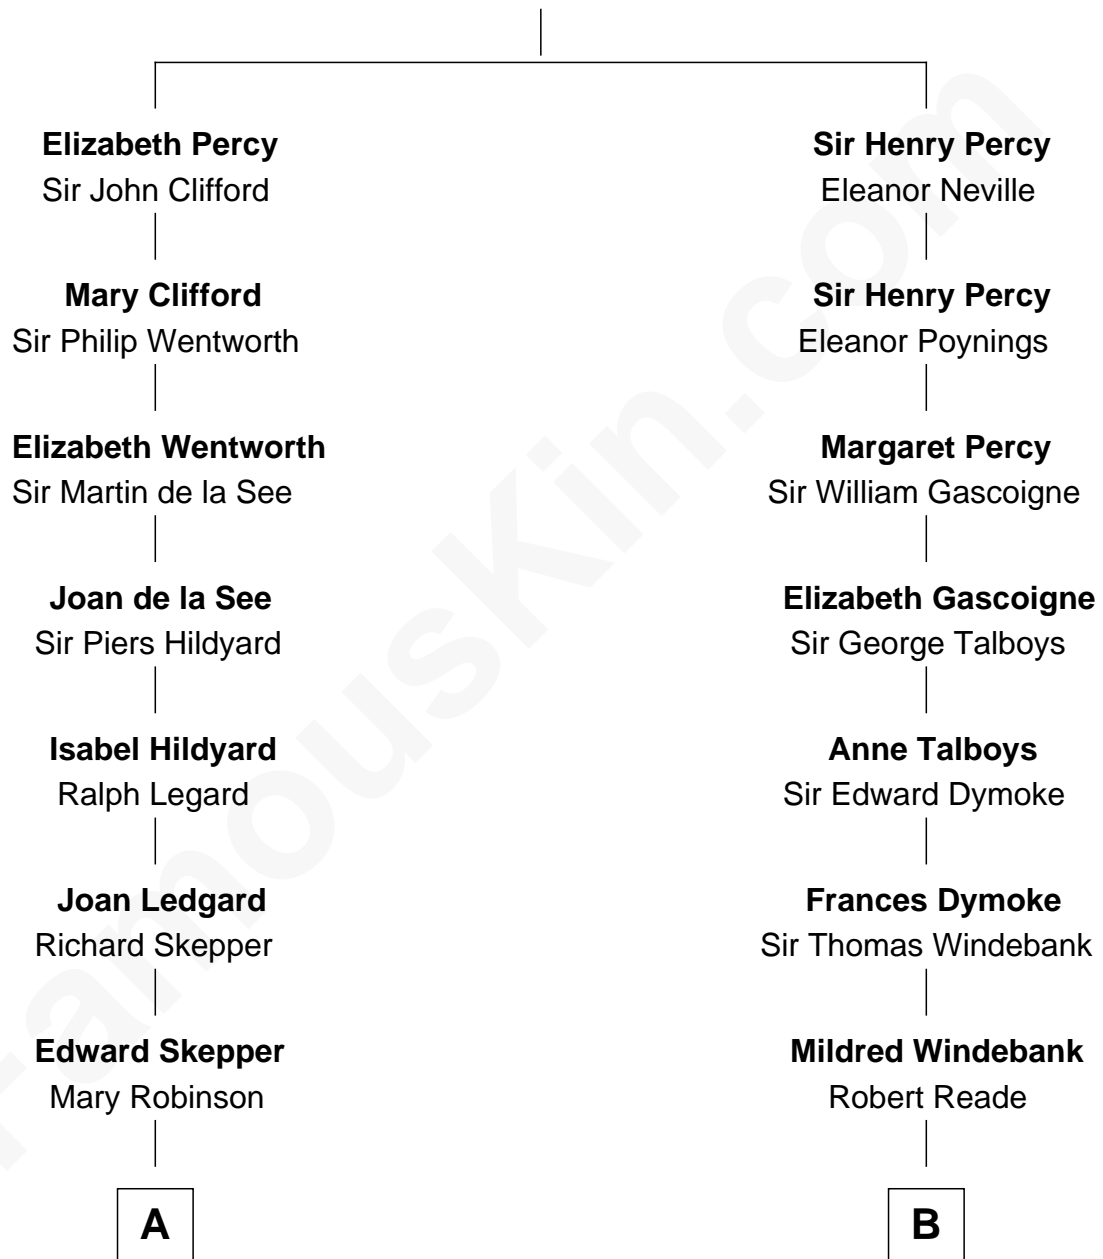 Elizabeth Percy
Sir John Clifford
Mary Clifford
Sir Philip Wentworth
Elizabeth Wentworth
Sir Martin de la See
Joan de la See
Sir Piers Hildyard
Isabel Hildyard
Ralph Legard
Joan Ledgard
Richard Skepper
Edward Skepper
Mary Robinson
A
Sir Henry Percy
Eleanor Neville
Sir Henry Percy
Eleanor Poynings
Margaret Percy
Sir William Gascoigne
Elizabeth Gascoigne
Sir George Talboys
Anne Talboys
Sir Edward Dymoke
Frances Dymoke
Sir Thomas Windebank
Mildred Windebank
Robert Reade
B
FamousKin.com